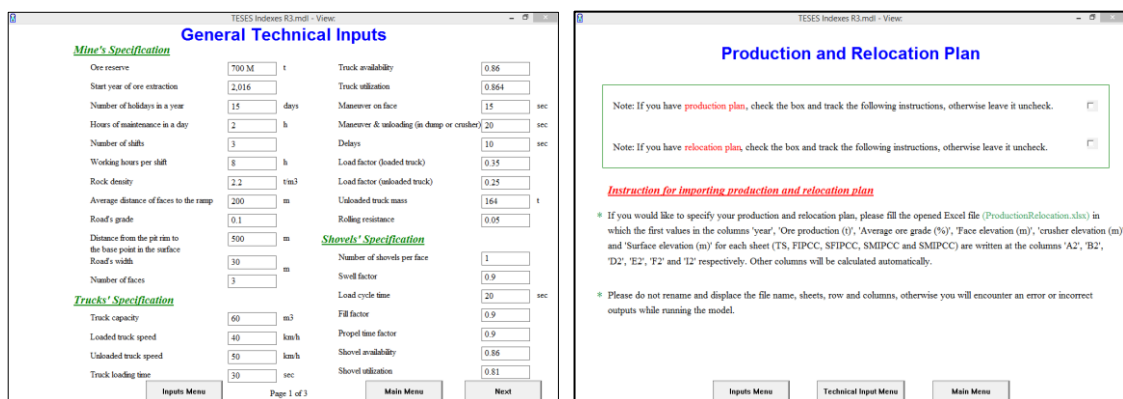 TESES Indexes R3.mdl - View:
General Technical Inputs
Mine's Specification
Ore reserve 700 M t
Start year of ore extraction 2,016
Number of holidays in a year 15 days
Hours of maintenance in a day 2 h
Number of shifts 3
Working hours per shift 8 h
Rock density 2.2 t/m3
Average distance of faces to the ramp 200 m
Road's grade 0.1
Distance from the pit rim to
the base point in the surface 500 m
Road's width 30 m
Number of faces 3
Trucks' Specification
Truck capacity 60 m3
Loaded truck speed 40 km/h
Unloaded truck speed 50 km/h
Truck loading time 30 sec
Truck availability 0.86
Truck utilization 0.864
Maneuver on face 15 sec
Maneuver & unloading (in dump or crusher) 20 sec
Delays 10 sec
Load factor (loaded truck) 0.35
Load factor (unloaded truck) 0.25
Unloaded truck mass 164 t
Rolling resistance 0.05
Shovels' Specification
Number of shovels per face 1
Swell factor 0.9
Load cycle time 20 sec
Fill factor 0.9
Propel time factor 0.9
Shovel availability 0.86
Shovel utilization 0.81
Inputs Menu Page 1 of 3 Main Menu Next
TESES Indexes R3.mdl - View:
Production and Relocation Plan
Note: If you have production plan, check the box and track the following instructions, otherwise leave it uncheck.
Note: If you have relocation plan, check the box and track the following instructions, otherwise leave it uncheck.
Instruction for importing production and relocation plan
* If you would like to specify your production and relocation plan, please fill the opened Excel file (ProductionRelocation.xlsx) in
which the first values in the columns 'year', 'Ore production (t)', 'Average ore grade (%)', 'Face elevation (m)', 'crusher elevation (m)'
and 'Surface elevation (m)' for each sheet (TS, FIPCC, SFIPCC, SMIPCC and SMIPCC) are written at the columns 'A2', 'B2',
'D2', 'E2', 'F2' and 'I2' respectively. Other columns will be calculated automatically.
* Please do not rename and displace the file name, sheets, row and columns, otherwise you will encounter an error or incorrect
outputs while running the model.
Inputs Menu Technical Input Menu Main Menu